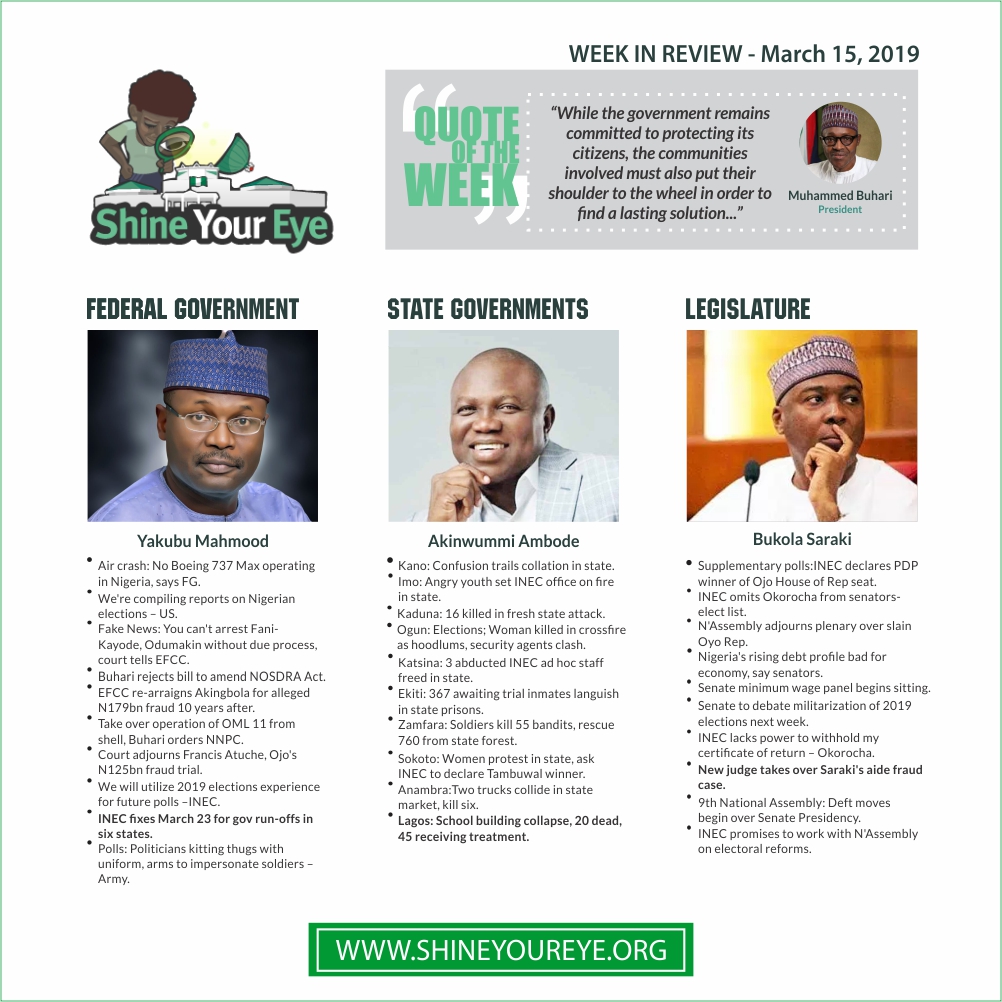 WEEK IN REVIEW - March 15, 2019
Shine Your Eye
QUOTE
OF THE
WEEK
“While the government remains
committed to protecting its
citizens, the communities
involved must also put their
shoulder to the wheel in order to
find a lasting solution...”
Muhammed Buhari
President
FEDERAL GOVERNMENT
Yakubu Mahmood
• Air crash: No Boeing 737 Max operating
in Nigeria, says FG.
• We're compiling reports on Nigerian
elections – US.
• Fake News: You can't arrest Fani-
Kayode, Odumakin without due process,
court tells EFCC.
• Buhari rejects bill to amend NOSDRA Act.
• EFCC re-arraigns Akingbola for alleged
N179bn fraud 10 years after.
• Take over operation of OML 11 from
shell, Buhari orders NNPC.
• Court adjourns Francis Atuche, Ojo's
N125bn fraud trial.
• We will utilize 2019 elections experience
for future polls –INEC.
• INEC fixes March 23 for gov run-offs in
six states.
• Polls: Politicians kitting thugs with
uniform, arms to impersonate soldiers –
Army.
STATE GOVERNMENTS
Akinwummi Ambode
• Kano: Confusion trails collation in state.
• Imo: Angry youth set INEC office on fire
in state.
• Kaduna: 16 killed in fresh state attack.
• Ogun: Elections; Woman killed in crossfire
as hoodlums, security agents clash.
• Katsina: 3 abducted INEC ad hoc staff
freed in state.
• Ekiti: 367 awaiting trial inmates languish
in state prisons.
• Zamfara: Soldiers kill 55 bandits, rescue
760 from state forest.
• Sokoto: Women protest in state, ask
INEC to declare Tambuwal winner.
• Anambra:Two trucks collide in state
market, kill six.
• Lagos: School building collapse, 20 dead,
45 receiving treatment.
LEGISLATURE
Bukola Saraki
• Supplementary polls:INEC declares PDP
winner of Ojo House of Rep seat.
• INEC omits Okorocha from senators-
elect list.
• N'Assembly adjourns plenary over slain
Oyo Rep.
• Nigeria's rising debt profile bad for
economy, say senators.
• Senate minimum wage panel begins sitting.
• Senate to debate militarization of 2019
elections next week.
• INEC lacks power to withhold my
certificate of return – Okorocha.
• New judge takes over Saraki's aide fraud
case.
• 9th National Assembly: Deft moves
begin over Senate Presidency.
• INEC promises to work with N'Assembly
on electoral reforms.
WWW.SHINEYOUREYE.ORG